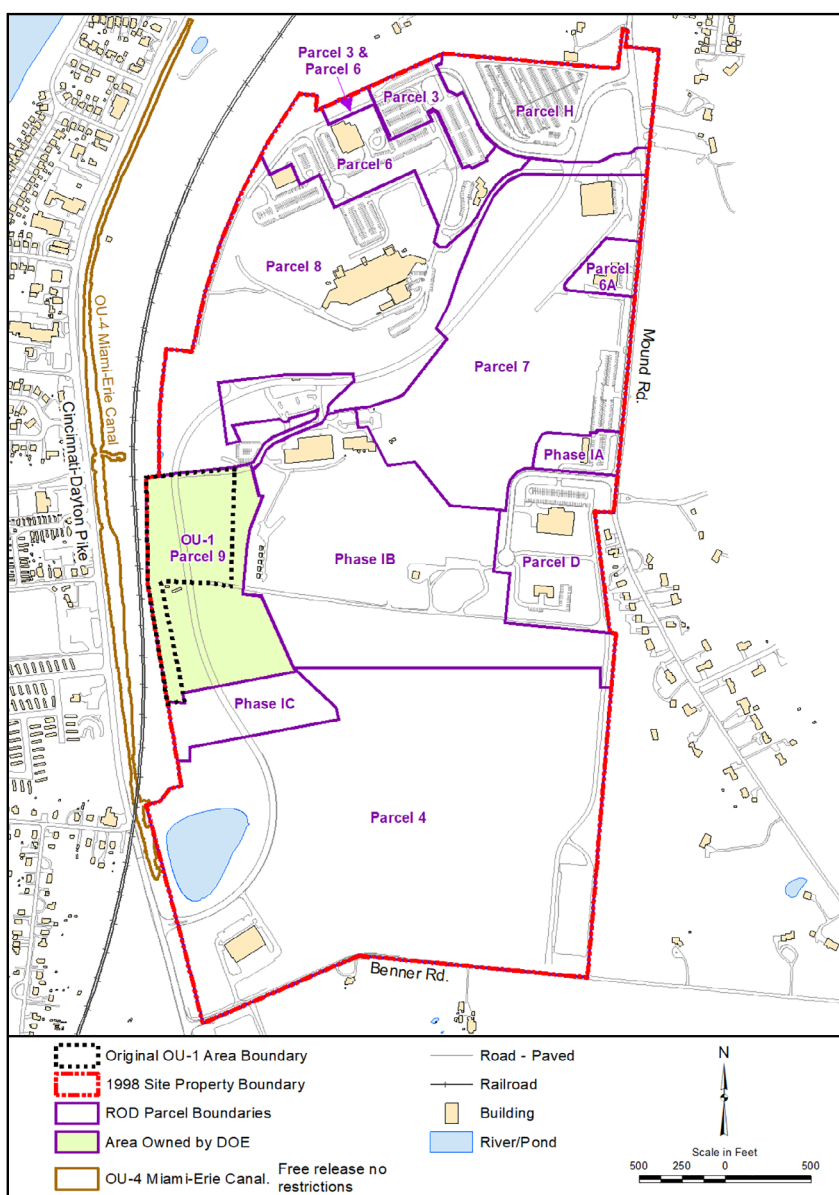 Parcel 3 &
Parcel 6
Parcel 3
Parcel H
Parcel 6
Parcel 8
Parcel
6A
OU-4 Miami-Erie Canal
Mound Rd.
Parcel 7
Cincinnati-Dayton Pike
Phase IA
OU-1
Parcel 9
Phase IB
Parcel D
Phase IC
Parcel 4
Benner Rd.
Original OU-1 Area Boundary
1998 Site Property Boundary
ROD Parcel Boundaries
Area Owned by DOE
OU-4 Miami-Erie Canal. Free release no
restrictions
Road - Paved
Railroad
Building
River/Pond
N
Scale in Feet
500 250 0 500